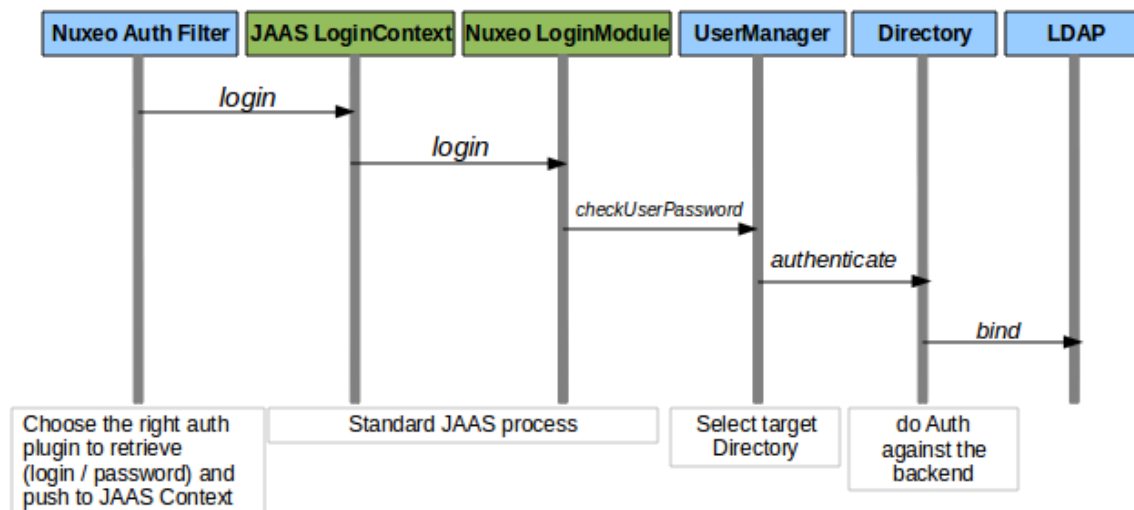 Nuxeo Auth Filter
JAAS LoginContext
Nuxeo LoginModule
UserManager
Directory
LDAP
login
login
checkUserPassword
authenticate
bind
Choose the right auth
plugin to retrieve
(login / password) and
push to JAAS Context
Standard JAAS process
Select target
Directory
do Auth
against the
backend